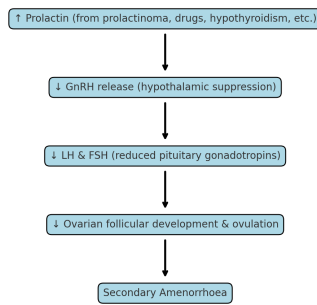 ↑ Prolactin (from prolactinoma, drugs, hypothyroidism, etc.)
↓ GnRH release (hypothalamic suppression)
↓ LH & FSH (reduced pituitary gonadotropins)
↓ Ovarian follicular development & ovulation
Secondary Amenorrhoea